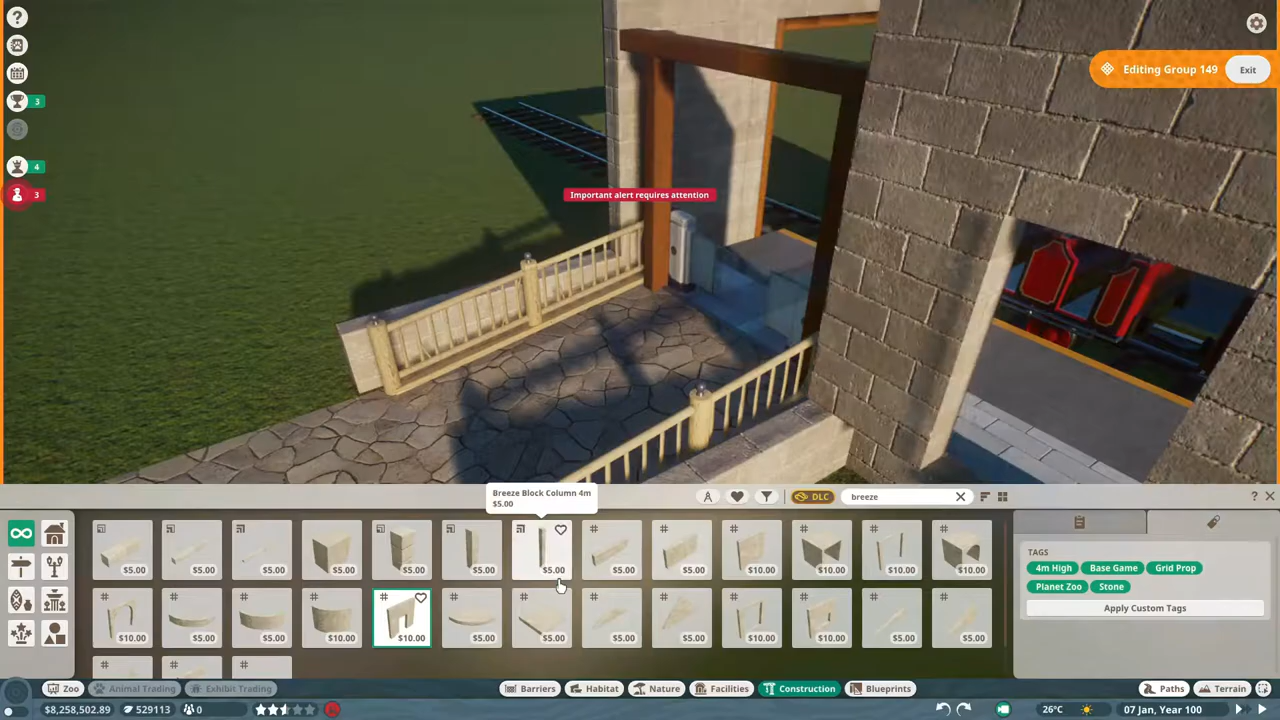 ?
Editing Group 149
Exit
3
4
3
Important alert requires attention
Breeze Block Column 4m
$5.00
DLC
breeze
?
$5.00 $5.00 $5.00 $5.00 $5.00 $5.00 $5.00 $5.00 $5.00 $10.00 $10.00 $10.00 $10.00
$10.00 $5.00 $5.00 $10.00 $10.00 $5.00 $5.00 $5.00 $5.00 $10.00 $10.00 $5.00 $5.00
TAGS
4m High Base Game Grid Prop
Planet Zoo Stone
Apply Custom Tags
Zoo Animal Trading Exhibit Trading Barriers Habitat Nature Facilities Construction Blueprints Paths Terrain
$8,258,502.89 529113 0 26°C 07 Jan, Year 100